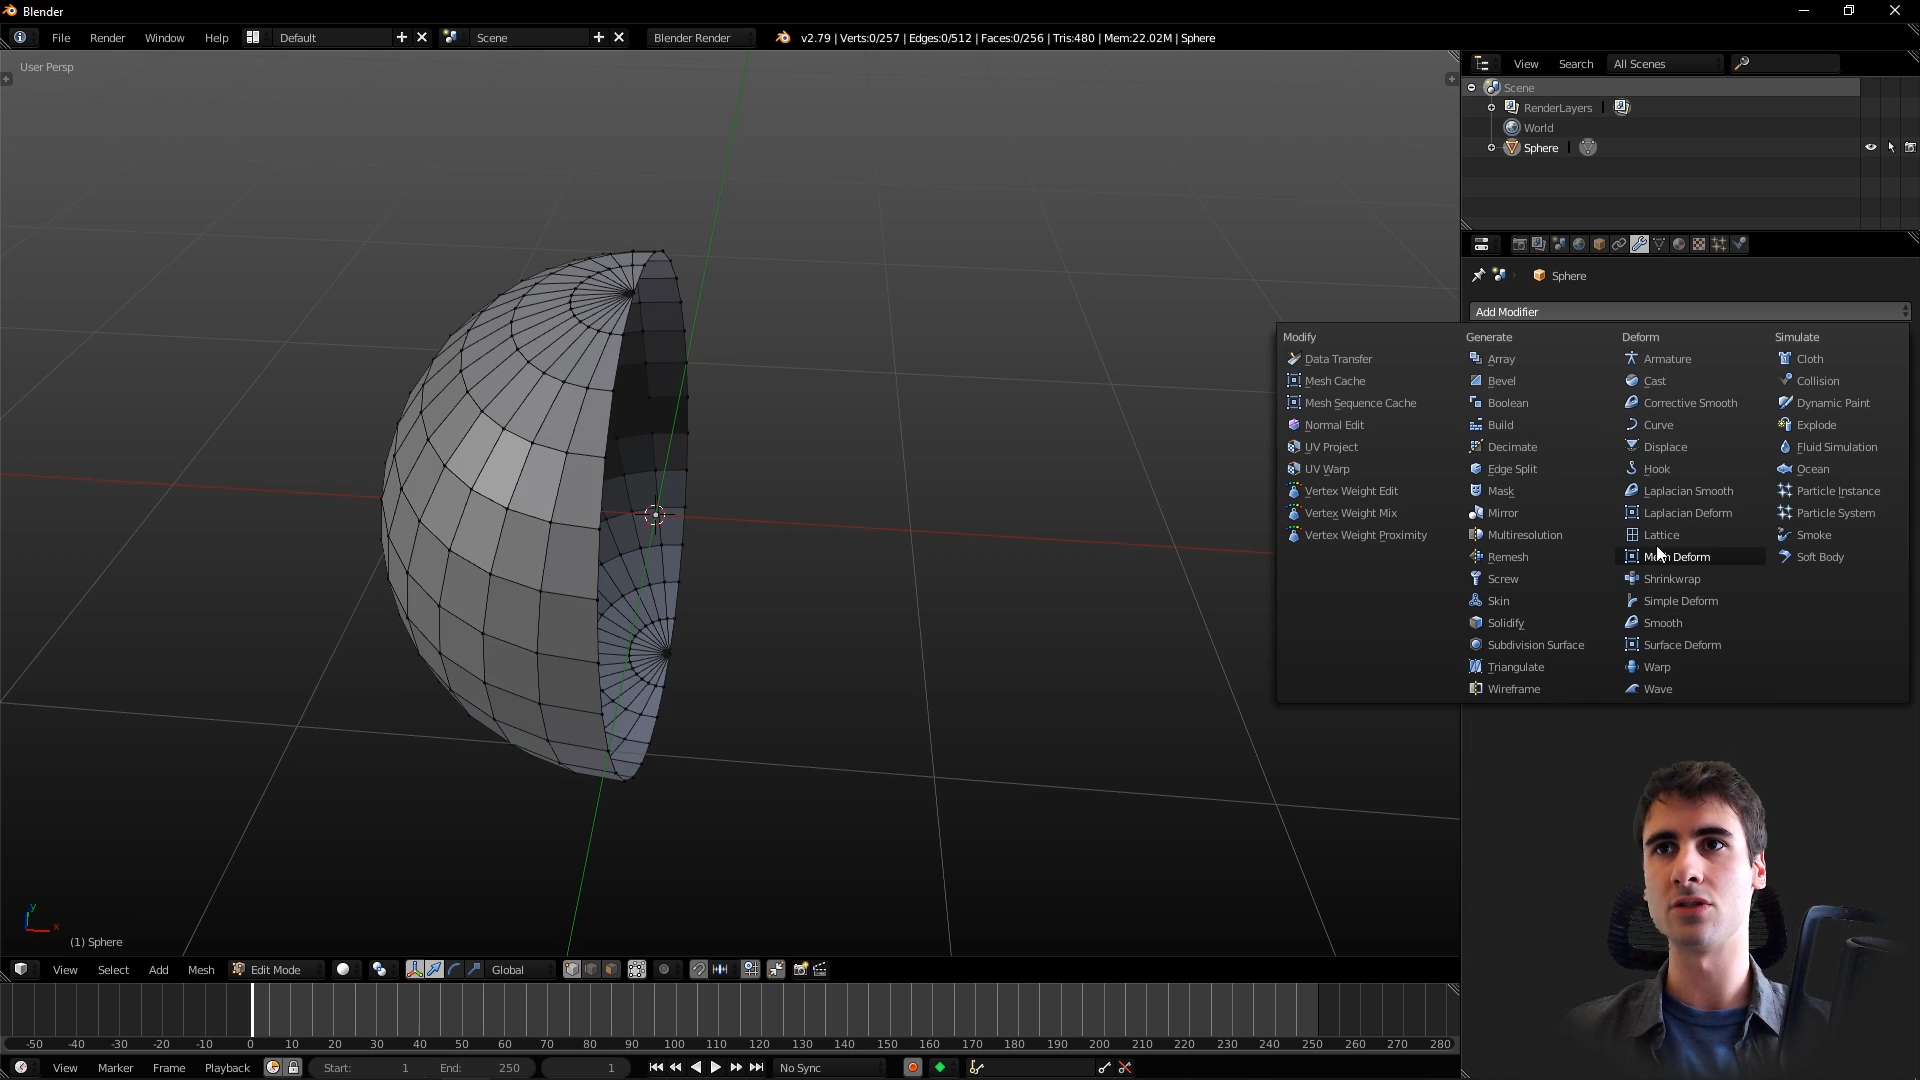 Blender
File Render Window Help Default Scene Blender Render v2.79 | Verts:0/257 | Edges:0/512 | Faces:0/256 | Tris:480 | Mem:22.02M | Sphere
User Persp
View Search All Scenes
Scene
RenderLayers
World
Sphere
Sphere
Add Modifier
Modify
Data Transfer
Mesh Cache
Mesh Sequence Cache
Normal Edit
UV Project
UV Warp
Vertex Weight Edit
Vertex Weight Mix
Vertex Weight Proximity
Generate
Array
Bevel
Boolean
Build
Decimate
Edge Split
Mask
Mirror
Multiresolution
Remesh
Screw
Skin
Solidify
Subdivision Surface
Triangulate
Wireframe
Deform
Armature
Cast
Corrective Smooth
Curve
Displace
Hook
Laplacian Smooth
Laplacian Deform
Lattice
Mesh Deform
Shrinkwrap
Simple Deform
Smooth
Surface Deform
Warp
Wave
Simulate
Cloth
Collision
Dynamic Paint
Explode
Fluid Simulation
Ocean
Particle Instance
Particle System
Smoke
Soft Body
y
x
(1) Sphere
View Select Add Mesh Edit Mode Global
-50 -40 -30 -20 -10 0 10 20 30 40 50 60 70 80 90 100 110 120 130 140 150 160 170 180 190 200 210 220 230 240 250 260 270 280
View Marker Frame Playback Start: 1 End: 250 1 No Sync